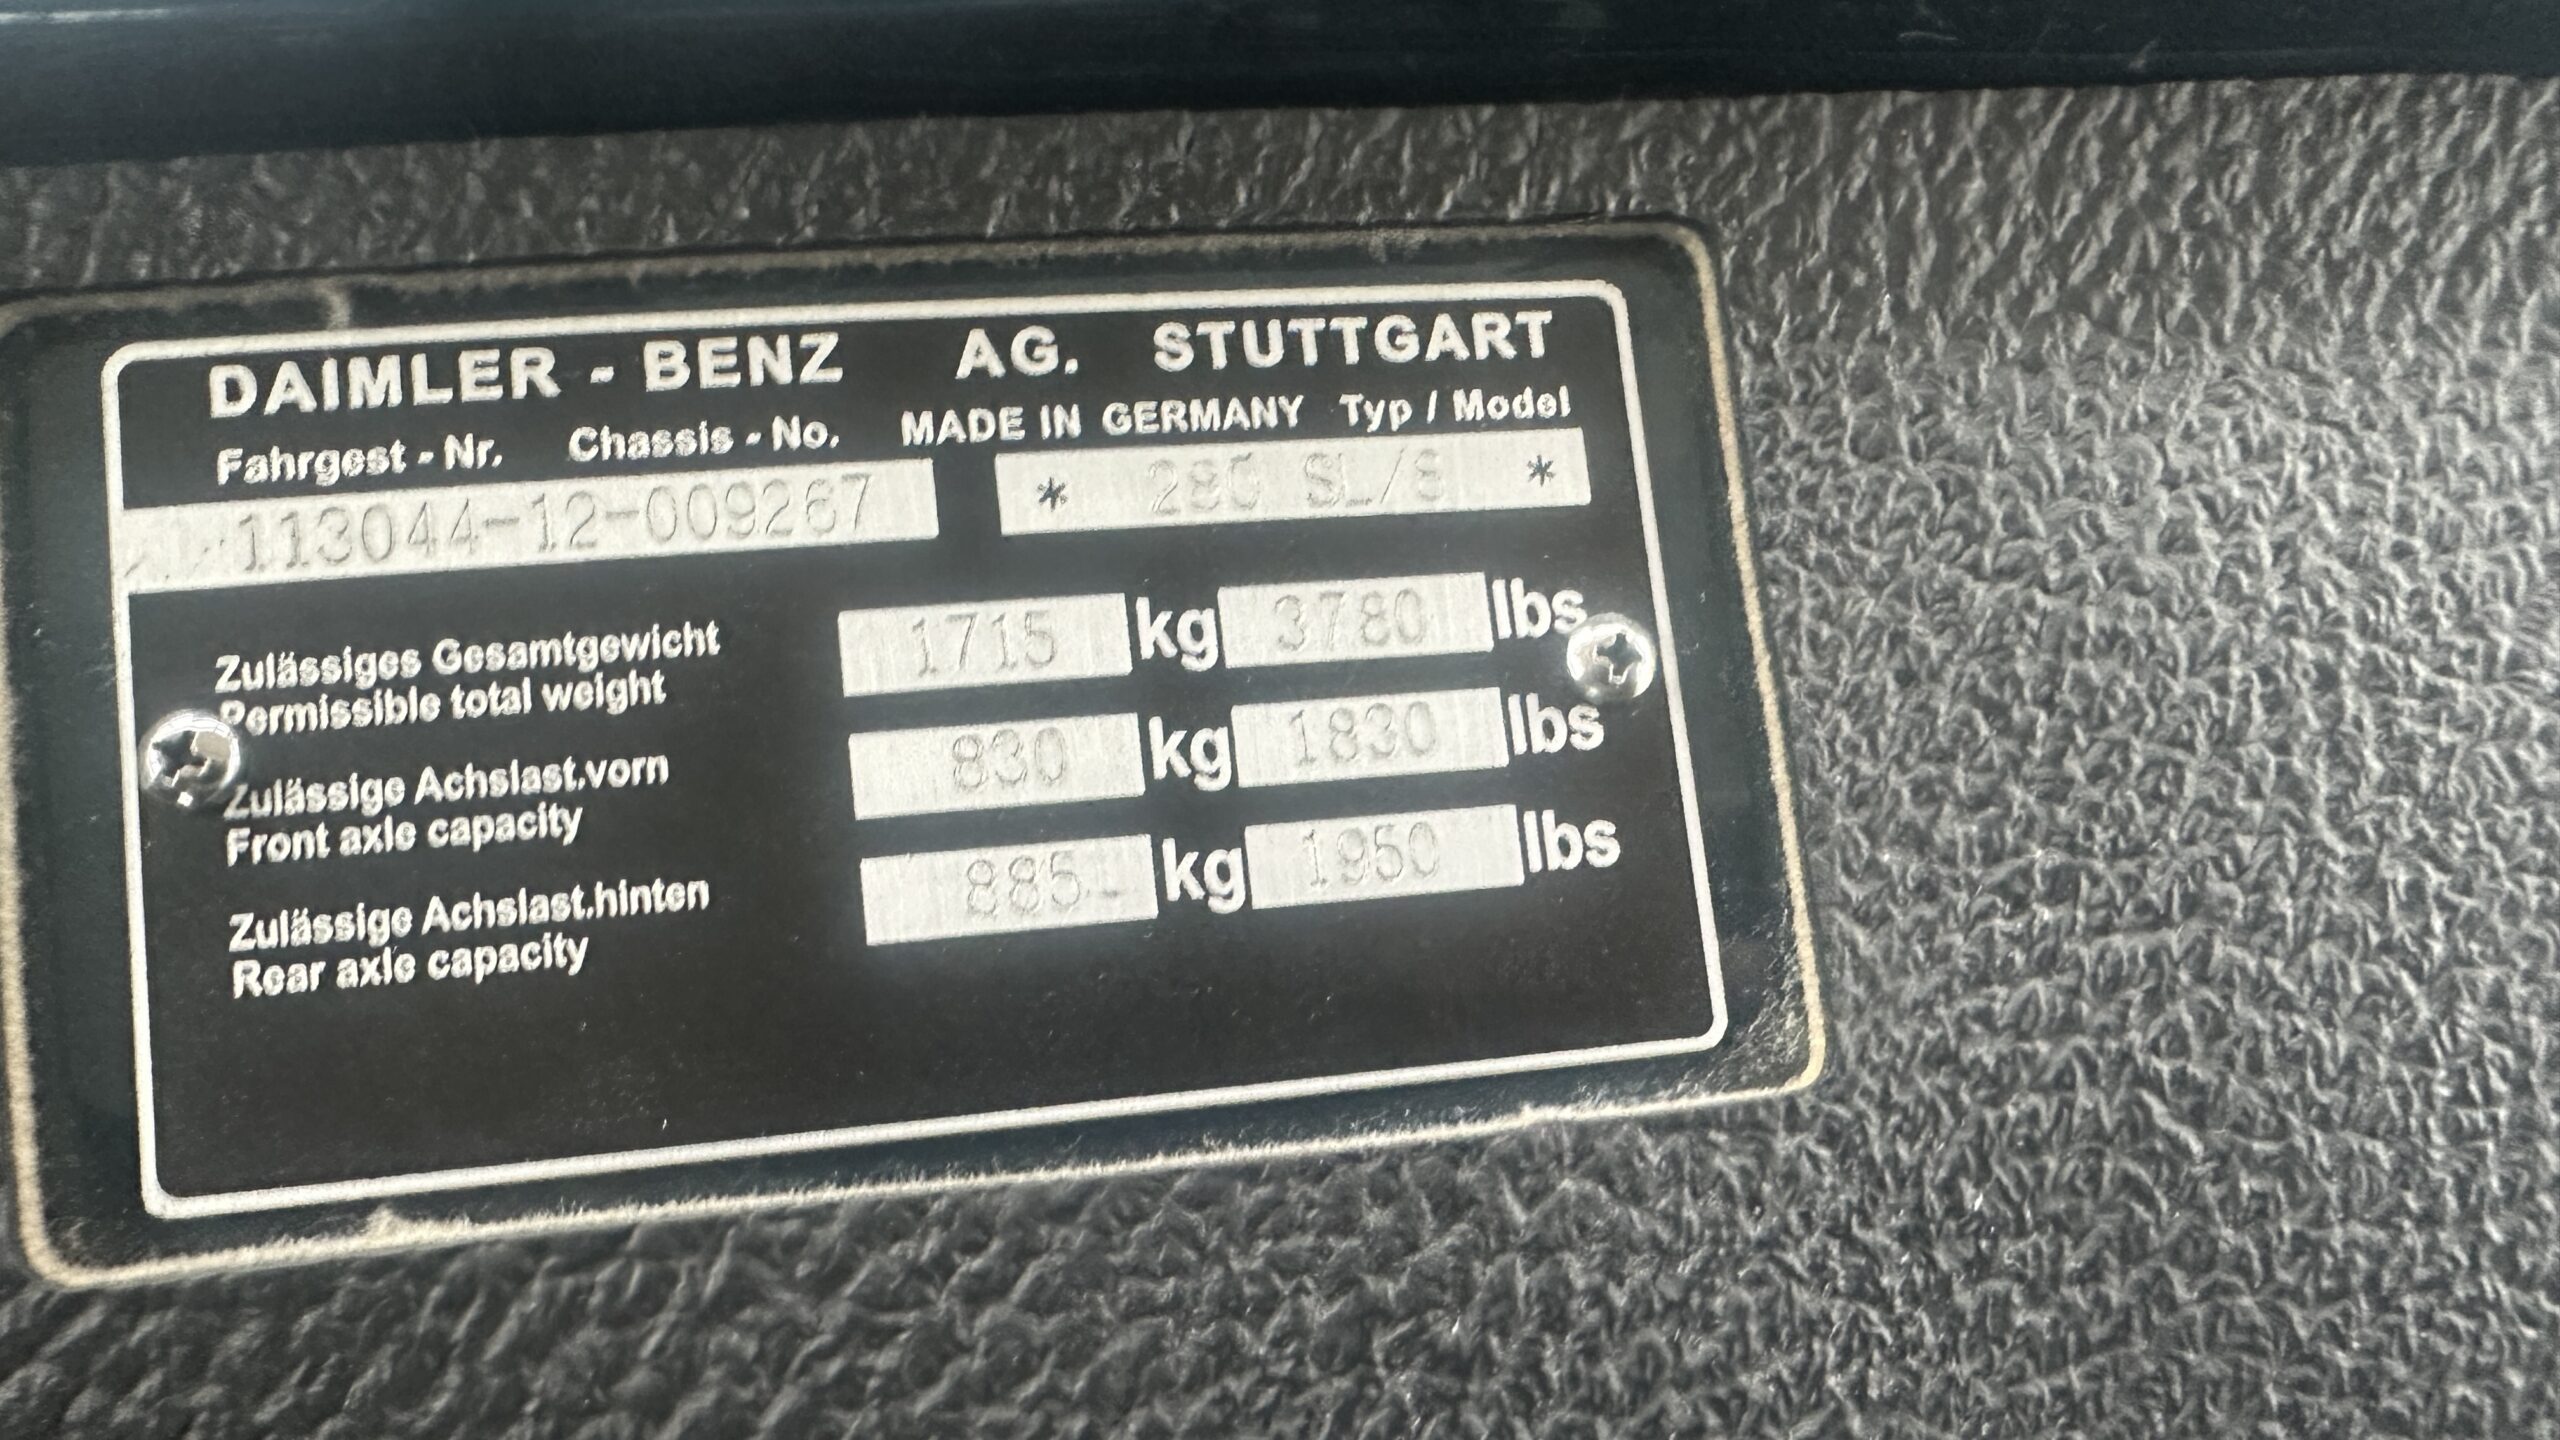 DAIMLER - BENZ AG. STUTTGART
Fahrgest - Nr. Chassis - No. MADE IN GERMANY Typ / Model
113044-12-009267 * 280 SL/8 *
Zulässiges Gesamtgewicht 1715 kg 3780 lbs
Permissible total weight
Zulässige Achslast.vorn 830 kg 1830 lbs
Front axle capacity
Zulässige Achslast.hinten 885- kg 1950 lbs
Rear axle capacity